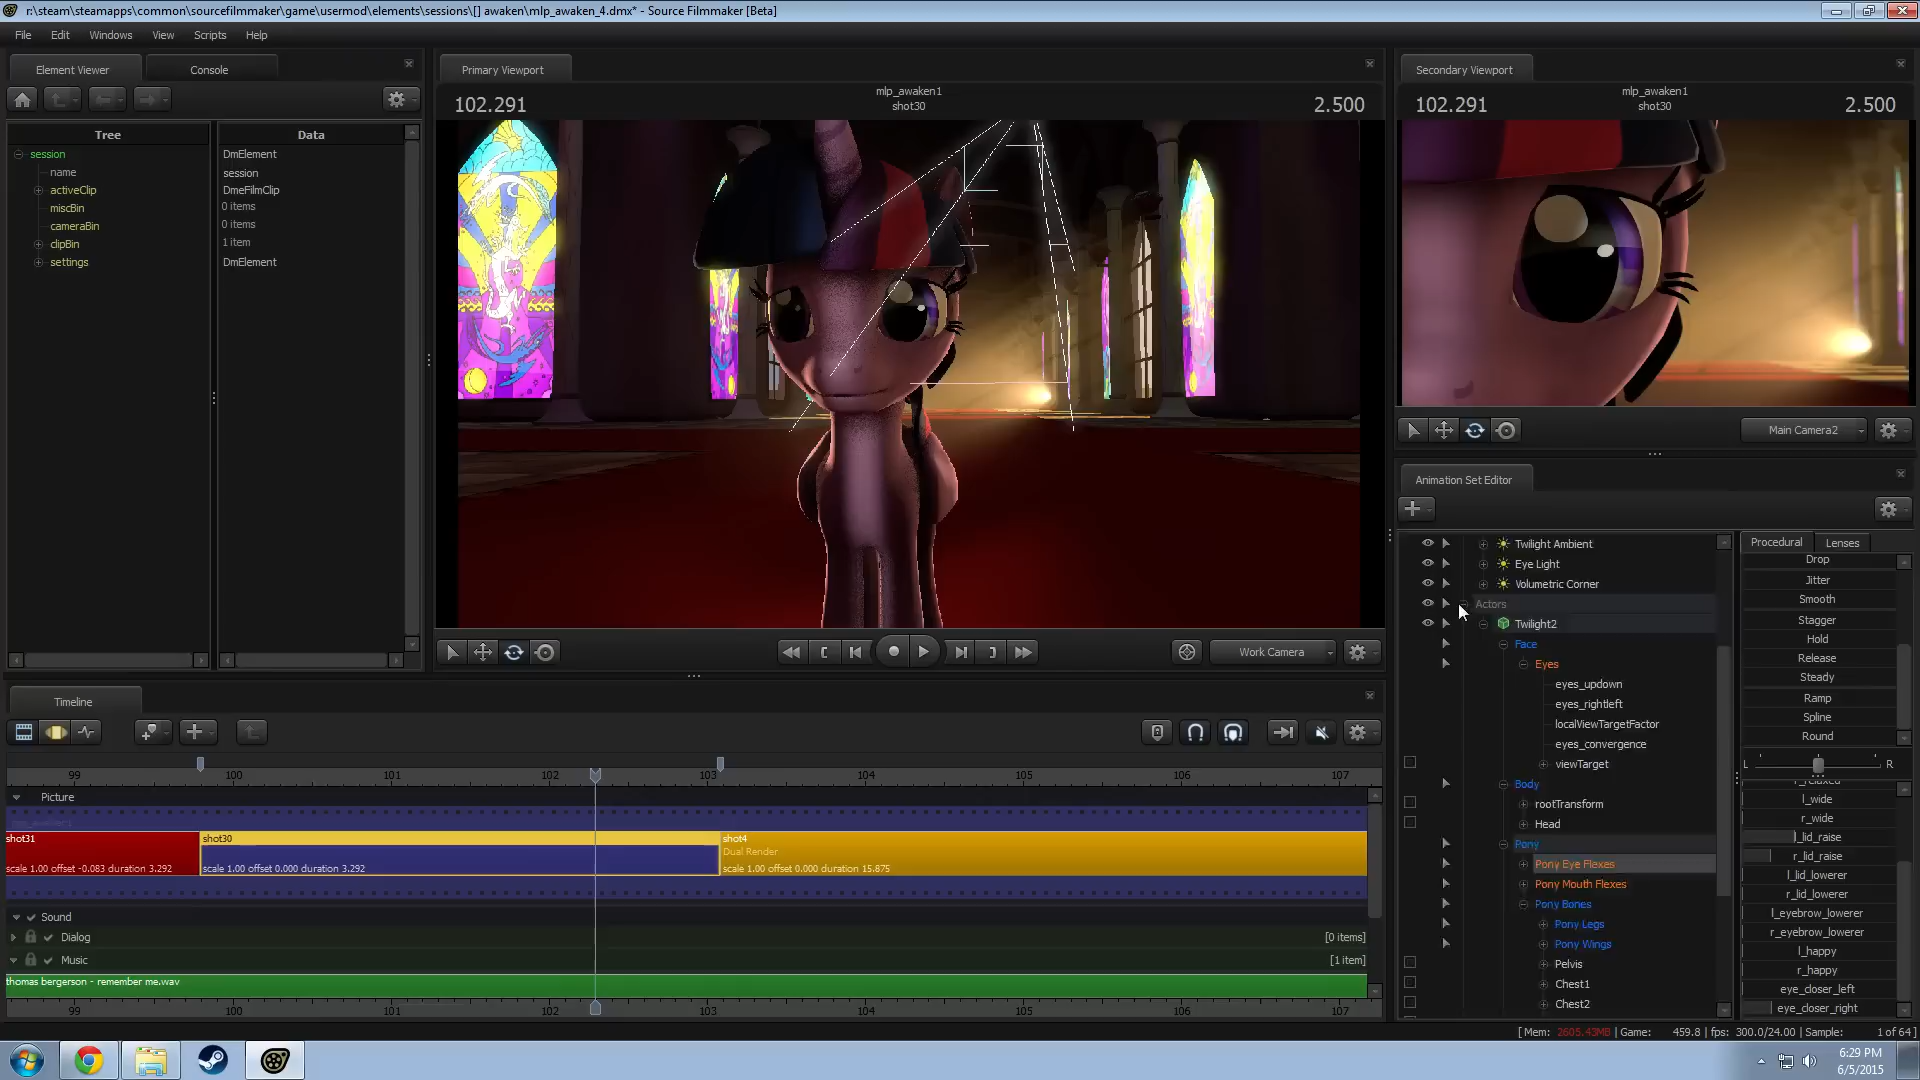 r:\steam\steamapps\common\sourcefilmmaker\game\usermod\elements\sessions\[] awaken\mlp_awaken_4.dmx* - Source Filmmaker [Beta]
File Edit Windows View Scripts Help
Element Viewer Console
Tree Data
session DmElement
name session
activeClip DmeFilmClip
miscBin 0 items
cameraBin 0 items
clipBin 1 item
settings DmElement
Primary Viewport
102.291 mlp_awaken1 2.500
shot30
Work Camera
Secondary Viewport
102.291 mlp_awaken1 2.500
shot30
Main Camera2
Animation Set Editor
Twilight Ambient
Eye Light
Volumetric Corner
Actors
Twilight2
Face
Eyes
eyes_updown
eyes_rightleft
localViewTargetFactor
eyes_convergence
viewTarget
Body
rootTransform
Head
Pony
Pony Eye Flexes
Pony Mouth Flexes
Pony Bones
Pony Legs
Pony Wings
Pelvis
Chest1
Chest2
Procedural Lenses
Drop
Jitter
Smooth
Stagger
Hold
Release
Steady
Ramp
Spline
Round
L R
l_wide
r_wide
l_lid_raise
r_lid_raise
l_lid_lowerer
r_lid_lowerer
l_eyebrow_lowerer
r_eyebrow_lowerer
l_happy
r_happy
eye_closer_left
eye_closer_right
Timeline
99 100 101 102 103 104 105 106 107
Picture
shot31 shot30 shot4
Dual Render
scale 1.00 offset -0.083 duration 3.292 scale 1.00 offset 0.000 duration 3.292 scale 1.00 offset 0.000 duration 15.875
Sound
Dialog [0 items]
Music [1 item]
thomas bergerson - remember me.wav
99 100 101 102 103 104 105 106 107
[ Mem: 2605.43MB | Game: 459.8 | fps: 300.0/24.00 | Sample: 1 of 64 ]
6:29 PM
6/5/2015